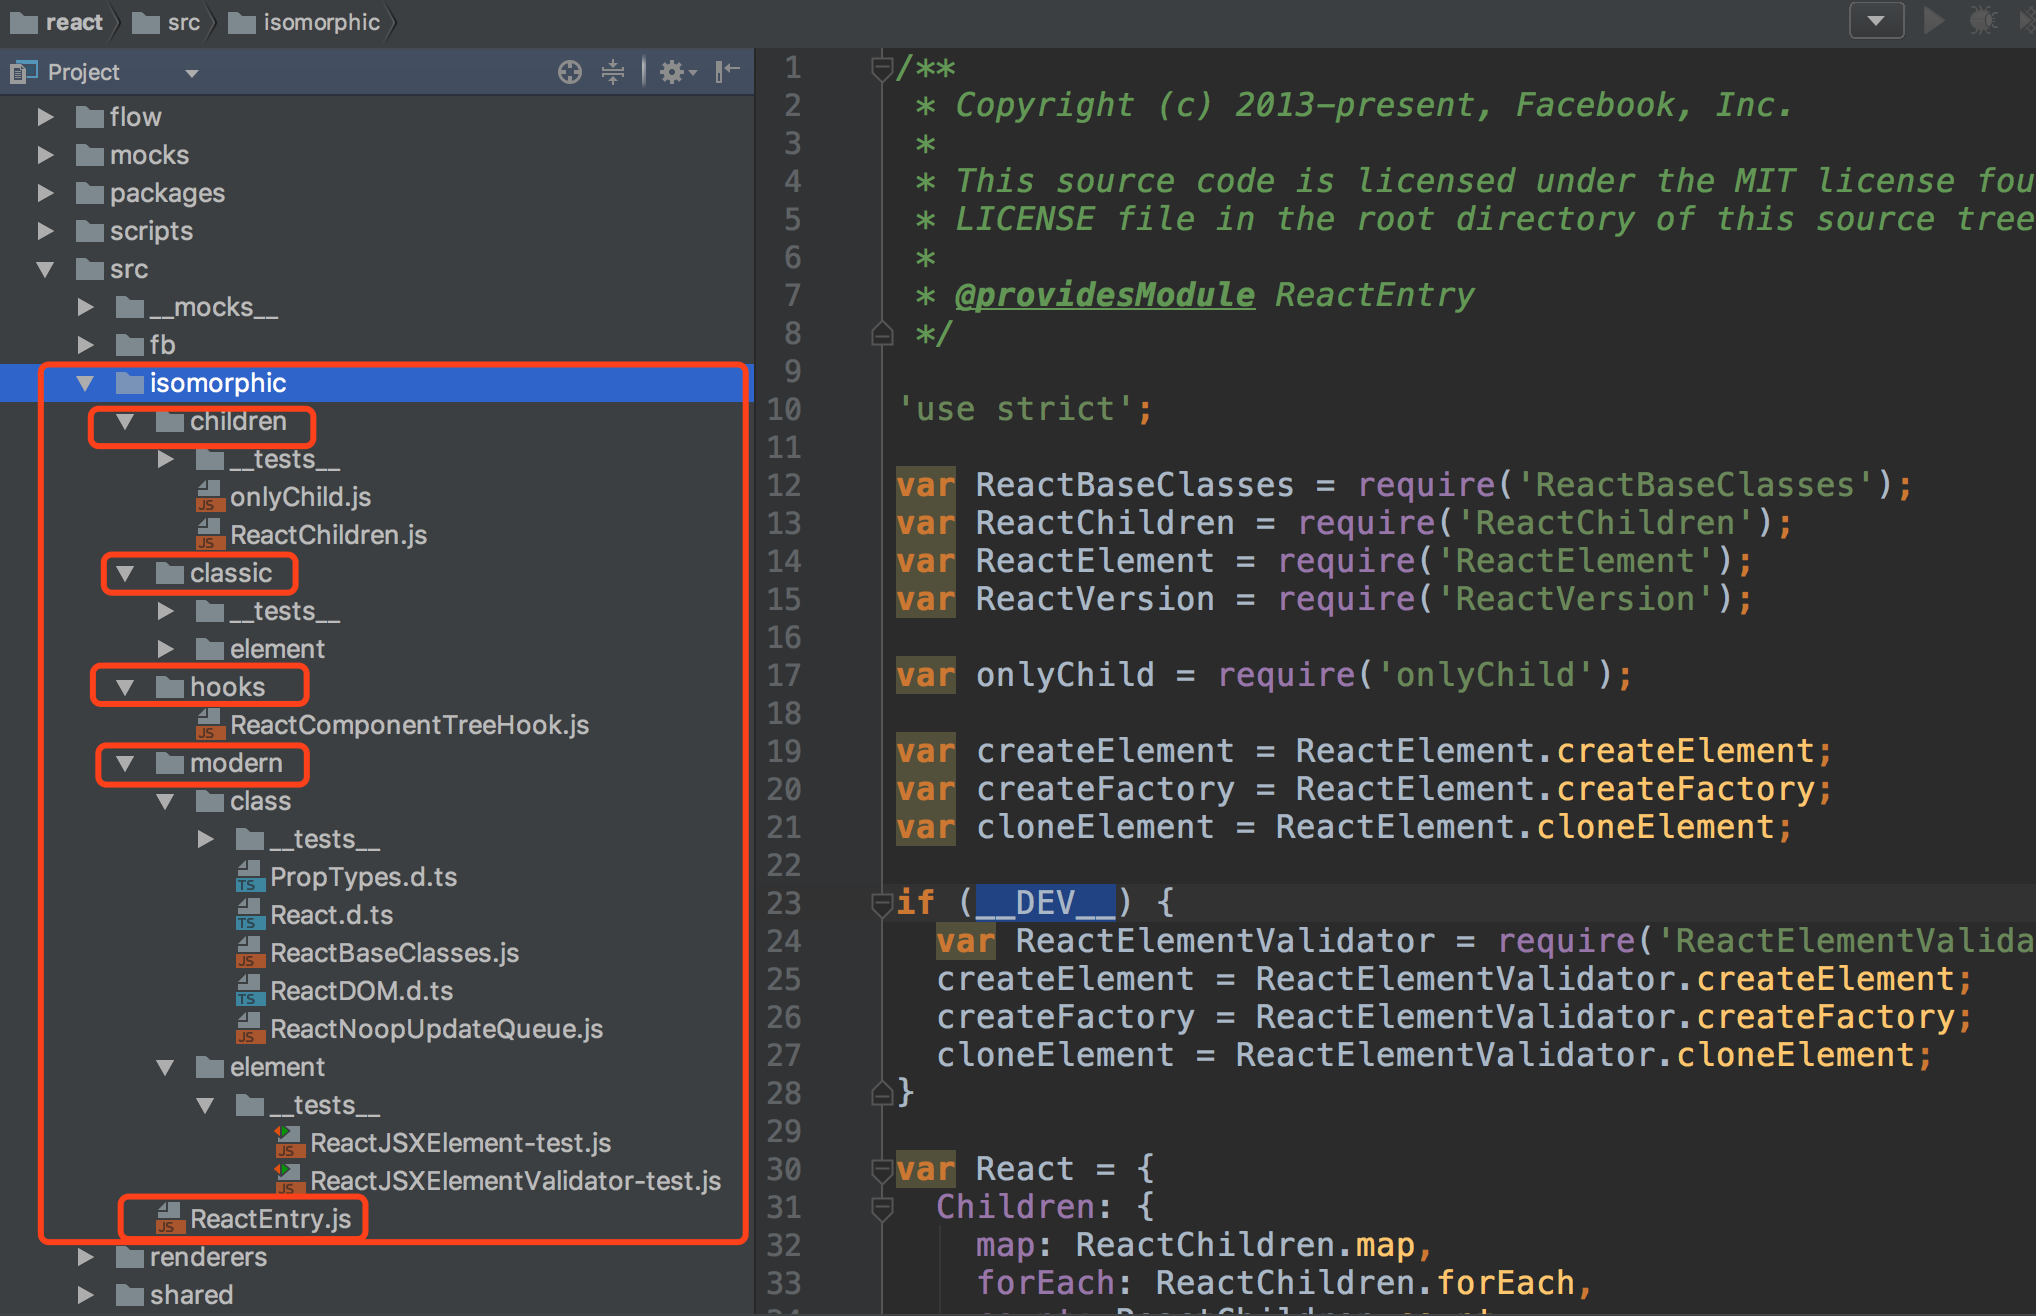 react src isomorphic
Project
flow
mocks
packages
scripts
src
__mocks__
fb
isomorphic
children
__tests__
onlyChild.js
ReactChildren.js
classic
__tests__
element
hooks
ReactComponentTreeHook.js
modern
class
__tests__
PropTypes.d.ts
React.d.ts
ReactBaseClasses.js
ReactDOM.d.ts
ReactNoopUpdateQueue.js
element
__tests__
ReactJSXElement-test.js
ReactJSXElementValidator-test.js
ReactEntry.js
renderers
shared
1 /**
2 * Copyright (c) 2013-present, Facebook, Inc.
3 *
4 * This source code is licensed under the MIT license fou
5 * LICENSE file in the root directory of this source tree
6 *
7 * @providesModule ReactEntry
8 */
9
10 'use strict';
11
12 var ReactBaseClasses = require('ReactBaseClasses');
13 var ReactChildren = require('ReactChildren');
14 var ReactElement = require('ReactElement');
15 var ReactVersion = require('ReactVersion');
16
17 var onlyChild = require('onlyChild');
18
19 var createElement = ReactElement.createElement;
20 var createFactory = ReactElement.createFactory;
21 var cloneElement = ReactElement.cloneElement;
22
23 if (__DEV__) {
24 var ReactElementValidator = require('ReactElementValida
25 createElement = ReactElementValidator.createElement;
26 createFactory = ReactElementValidator.createFactory;
27 cloneElement = ReactElementValidator.cloneElement;
28 }
29
30 var React = {
31 Children: {
32 map: ReactChildren.map,
33 forEach: ReactChildren.forEach,